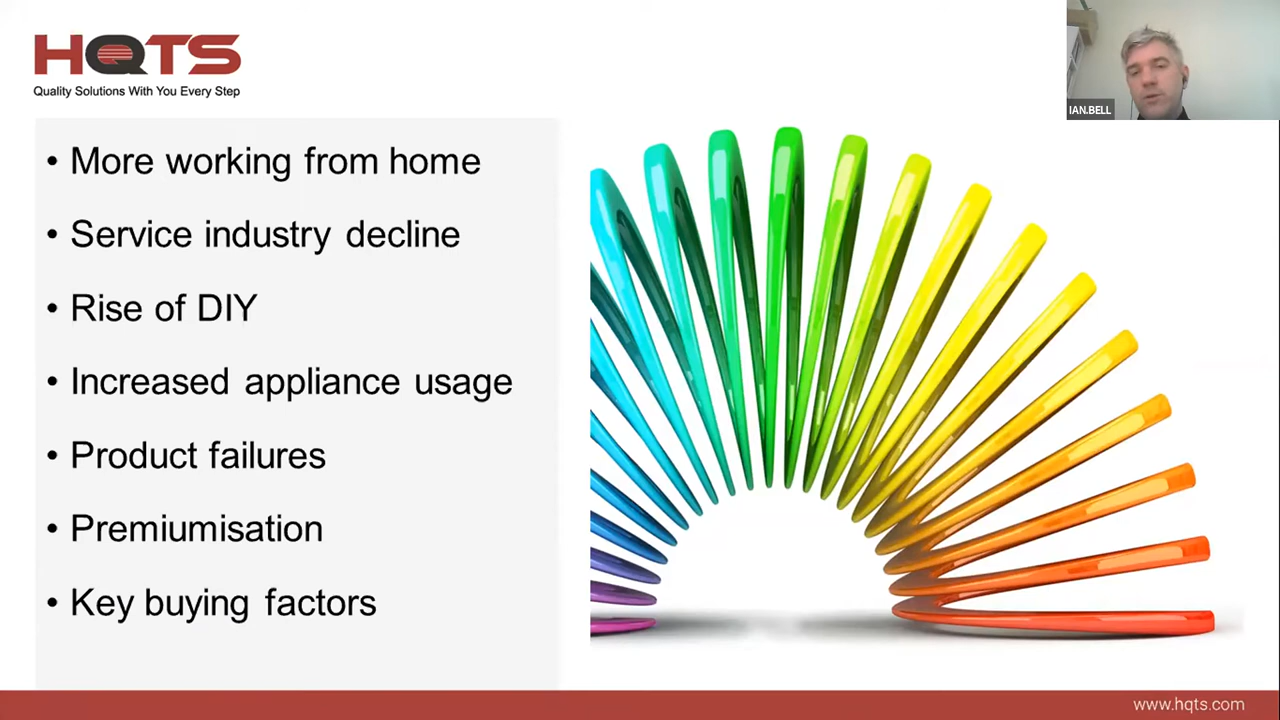 HQTS
Quality Solutions With You Every Step
IAN.BELL
• More working from home
• Service industry decline
• Rise of DIY
• Increased appliance usage
• Product failures
• Premiumisation
• Key buying factors
www.hqts.com